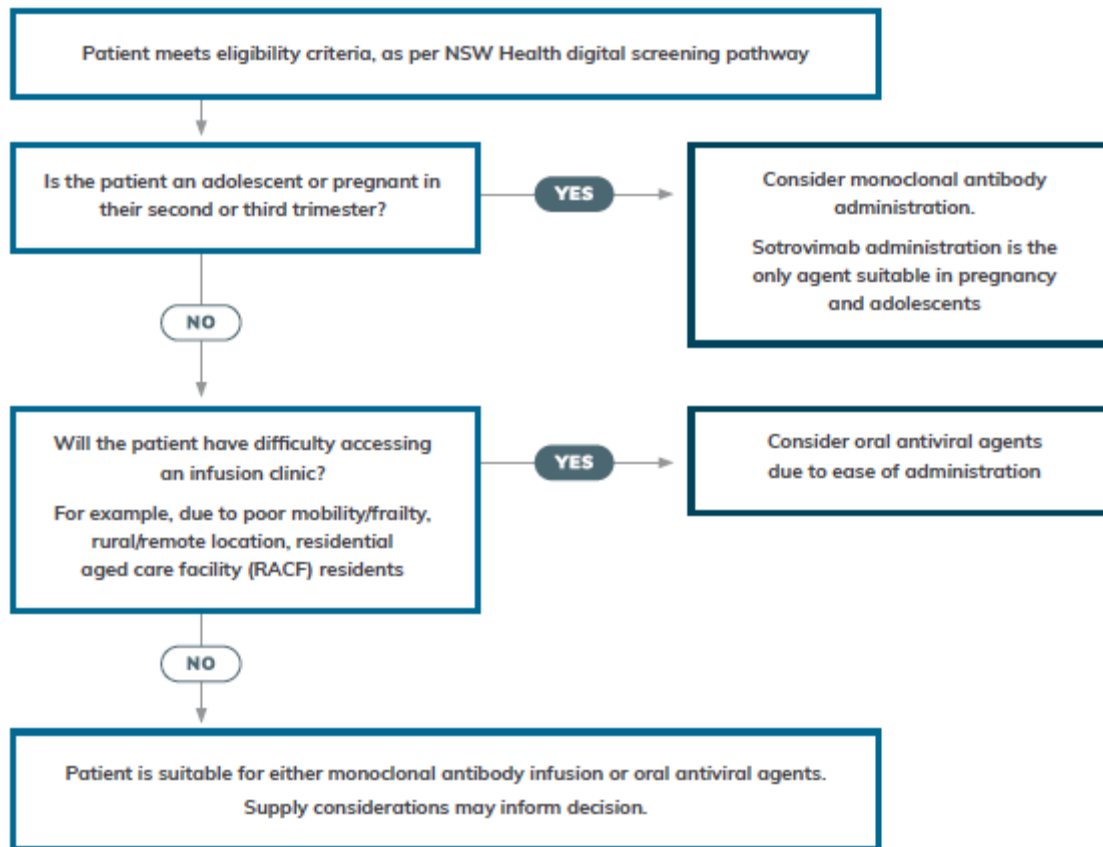 Patient meets eligibility criteria, as per NSW Health digital screening pathway
Is the patient an adolescent or pregnant in
their second or third trimester?
YES
Consider monoclonal antibody
administration.
Sotrovimab administration is the
only agent suitable in pregnancy
and adolescents
NO
Will the patient have difficulty accessing
an infusion clinic?
For example, due to poor mobility/frailty,
rural/remote location, residential
aged care facility (RACF) residents
YES
Consider oral antiviral agents
due to ease of administration
NO
Patient is suitable for either monoclonal antibody infusion or oral antiviral agents.
Supply considerations may inform decision.